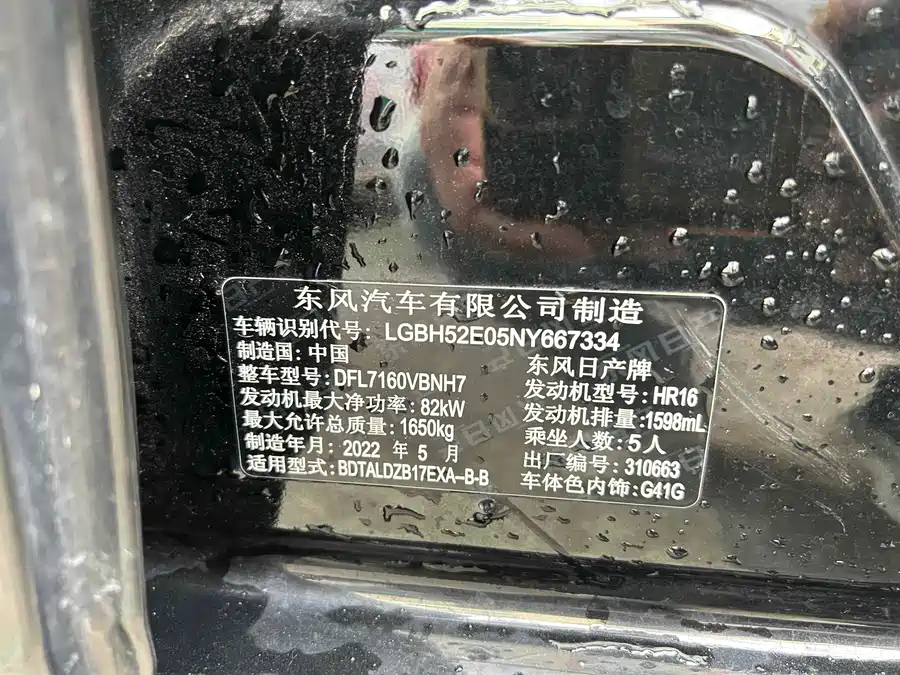 东风汽车有限公司制造
车辆识别代号: LGBH52E05NY667334
制造国: 中国 东风日产牌
整车型号: DFL7160VBNH7 发动机型号: HR16
发动机最大净功率: 82kW 发动机排量: 1598mL
最大允许总质量: 1650kg 乘坐人数: 5人
制造年月: 2022 年 5 月 出厂编号: 310663
适用型式: BDTALDZB17EXA-B-B 车体色内饰: G41G